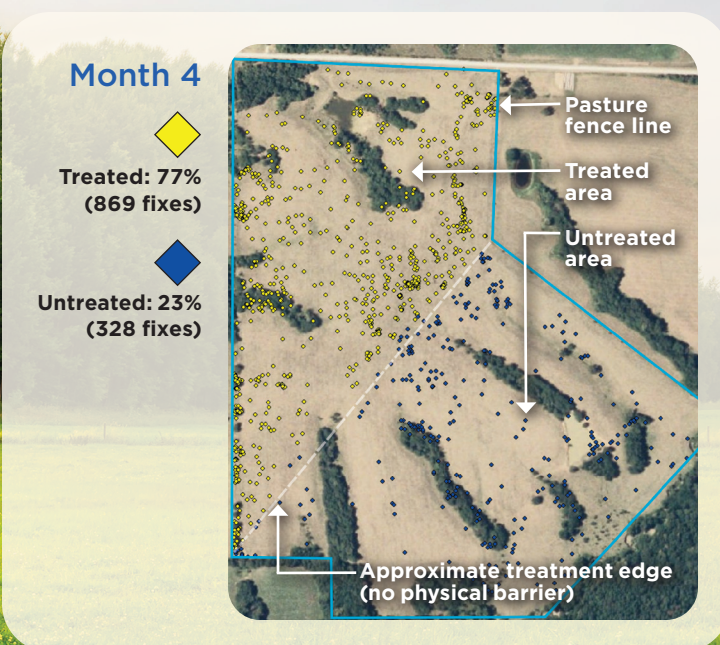 Month 4
Treated: 77%
(869 fixes)
Untreated: 23%
(328 fixes)
Pasture
fence line
Treated
area
Untreated
area
Approximate treatment edge
(no physical barrier)